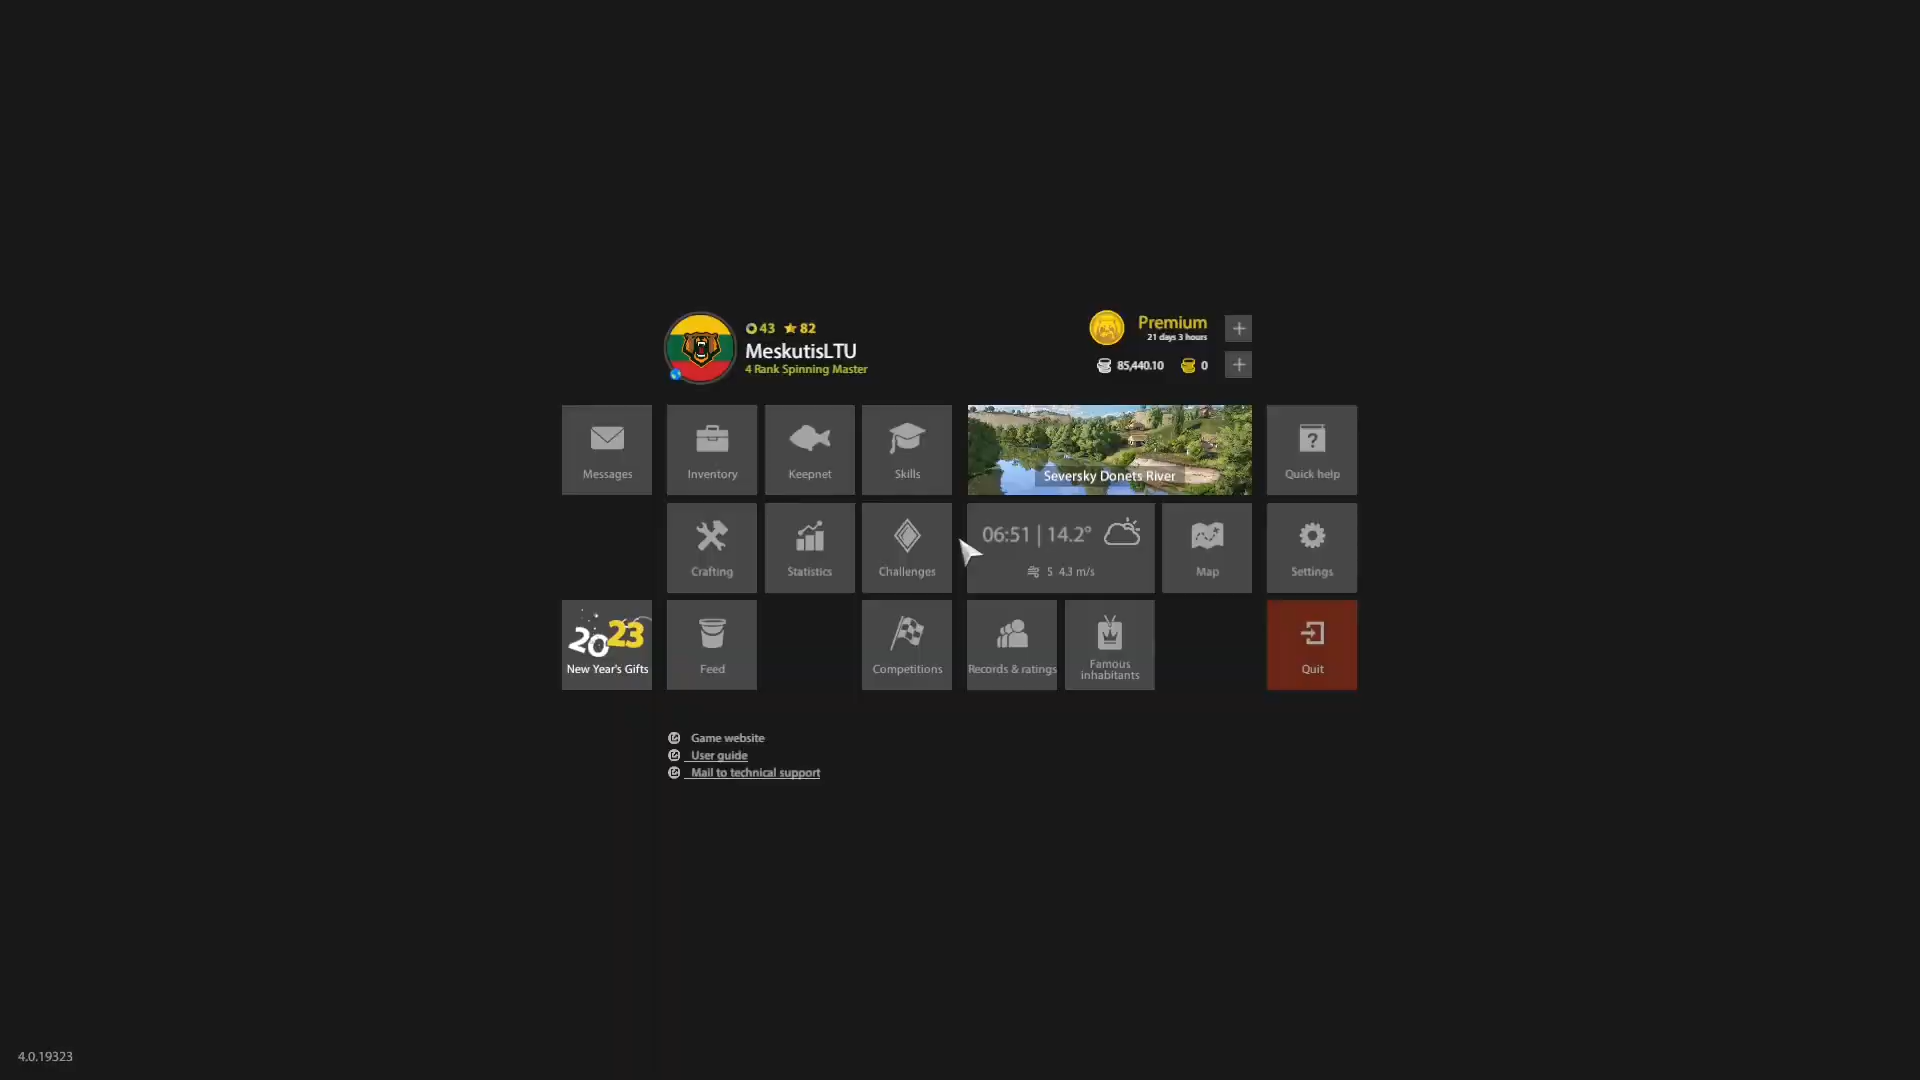 43 82
MeskutisLTU
4 Rank Spinning Master
Premium
21 days 3 hours
85,440.10 0
Messages
Inventory
Keepnet
Skills
Seversky Donets River
Quick help
Crafting
Statistics
Challenges
06:51 | 14.2°
S 4.3 m/s
Map
Settings
2023
New Year's Gifts
Feed
Competitions
Records & ratings
Famous
inhabitants
Quit
Game website
User guide
Mail to technical support
4.0.19323